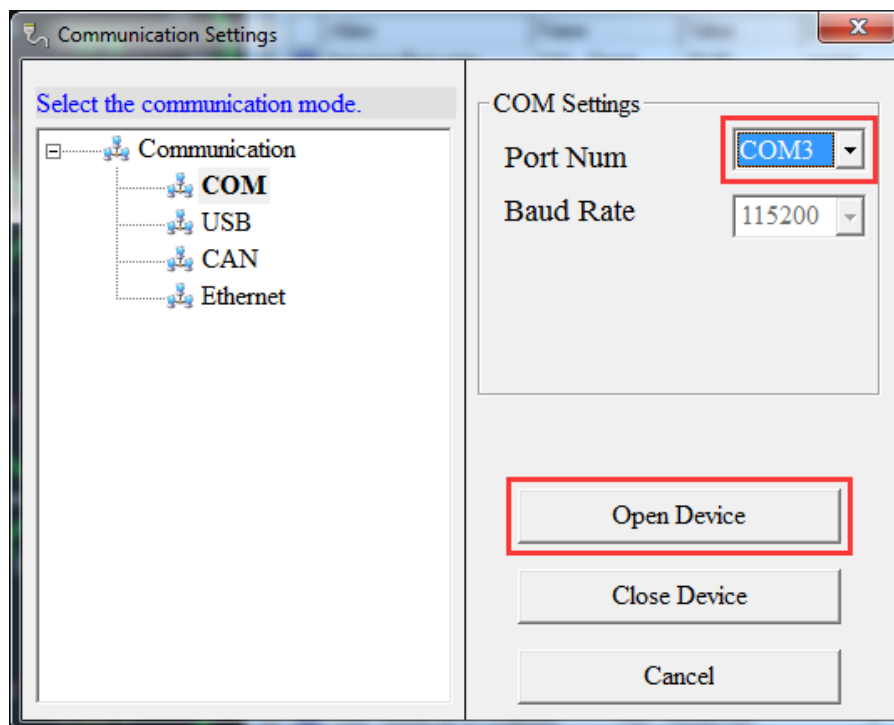 Communication Settings
Select the communication mode.
Communication
COM
USB
CAN
Ethernet
COM Settings
Port Num
COM3
Baud Rate
115200
Open Device
Close Device
Cancel